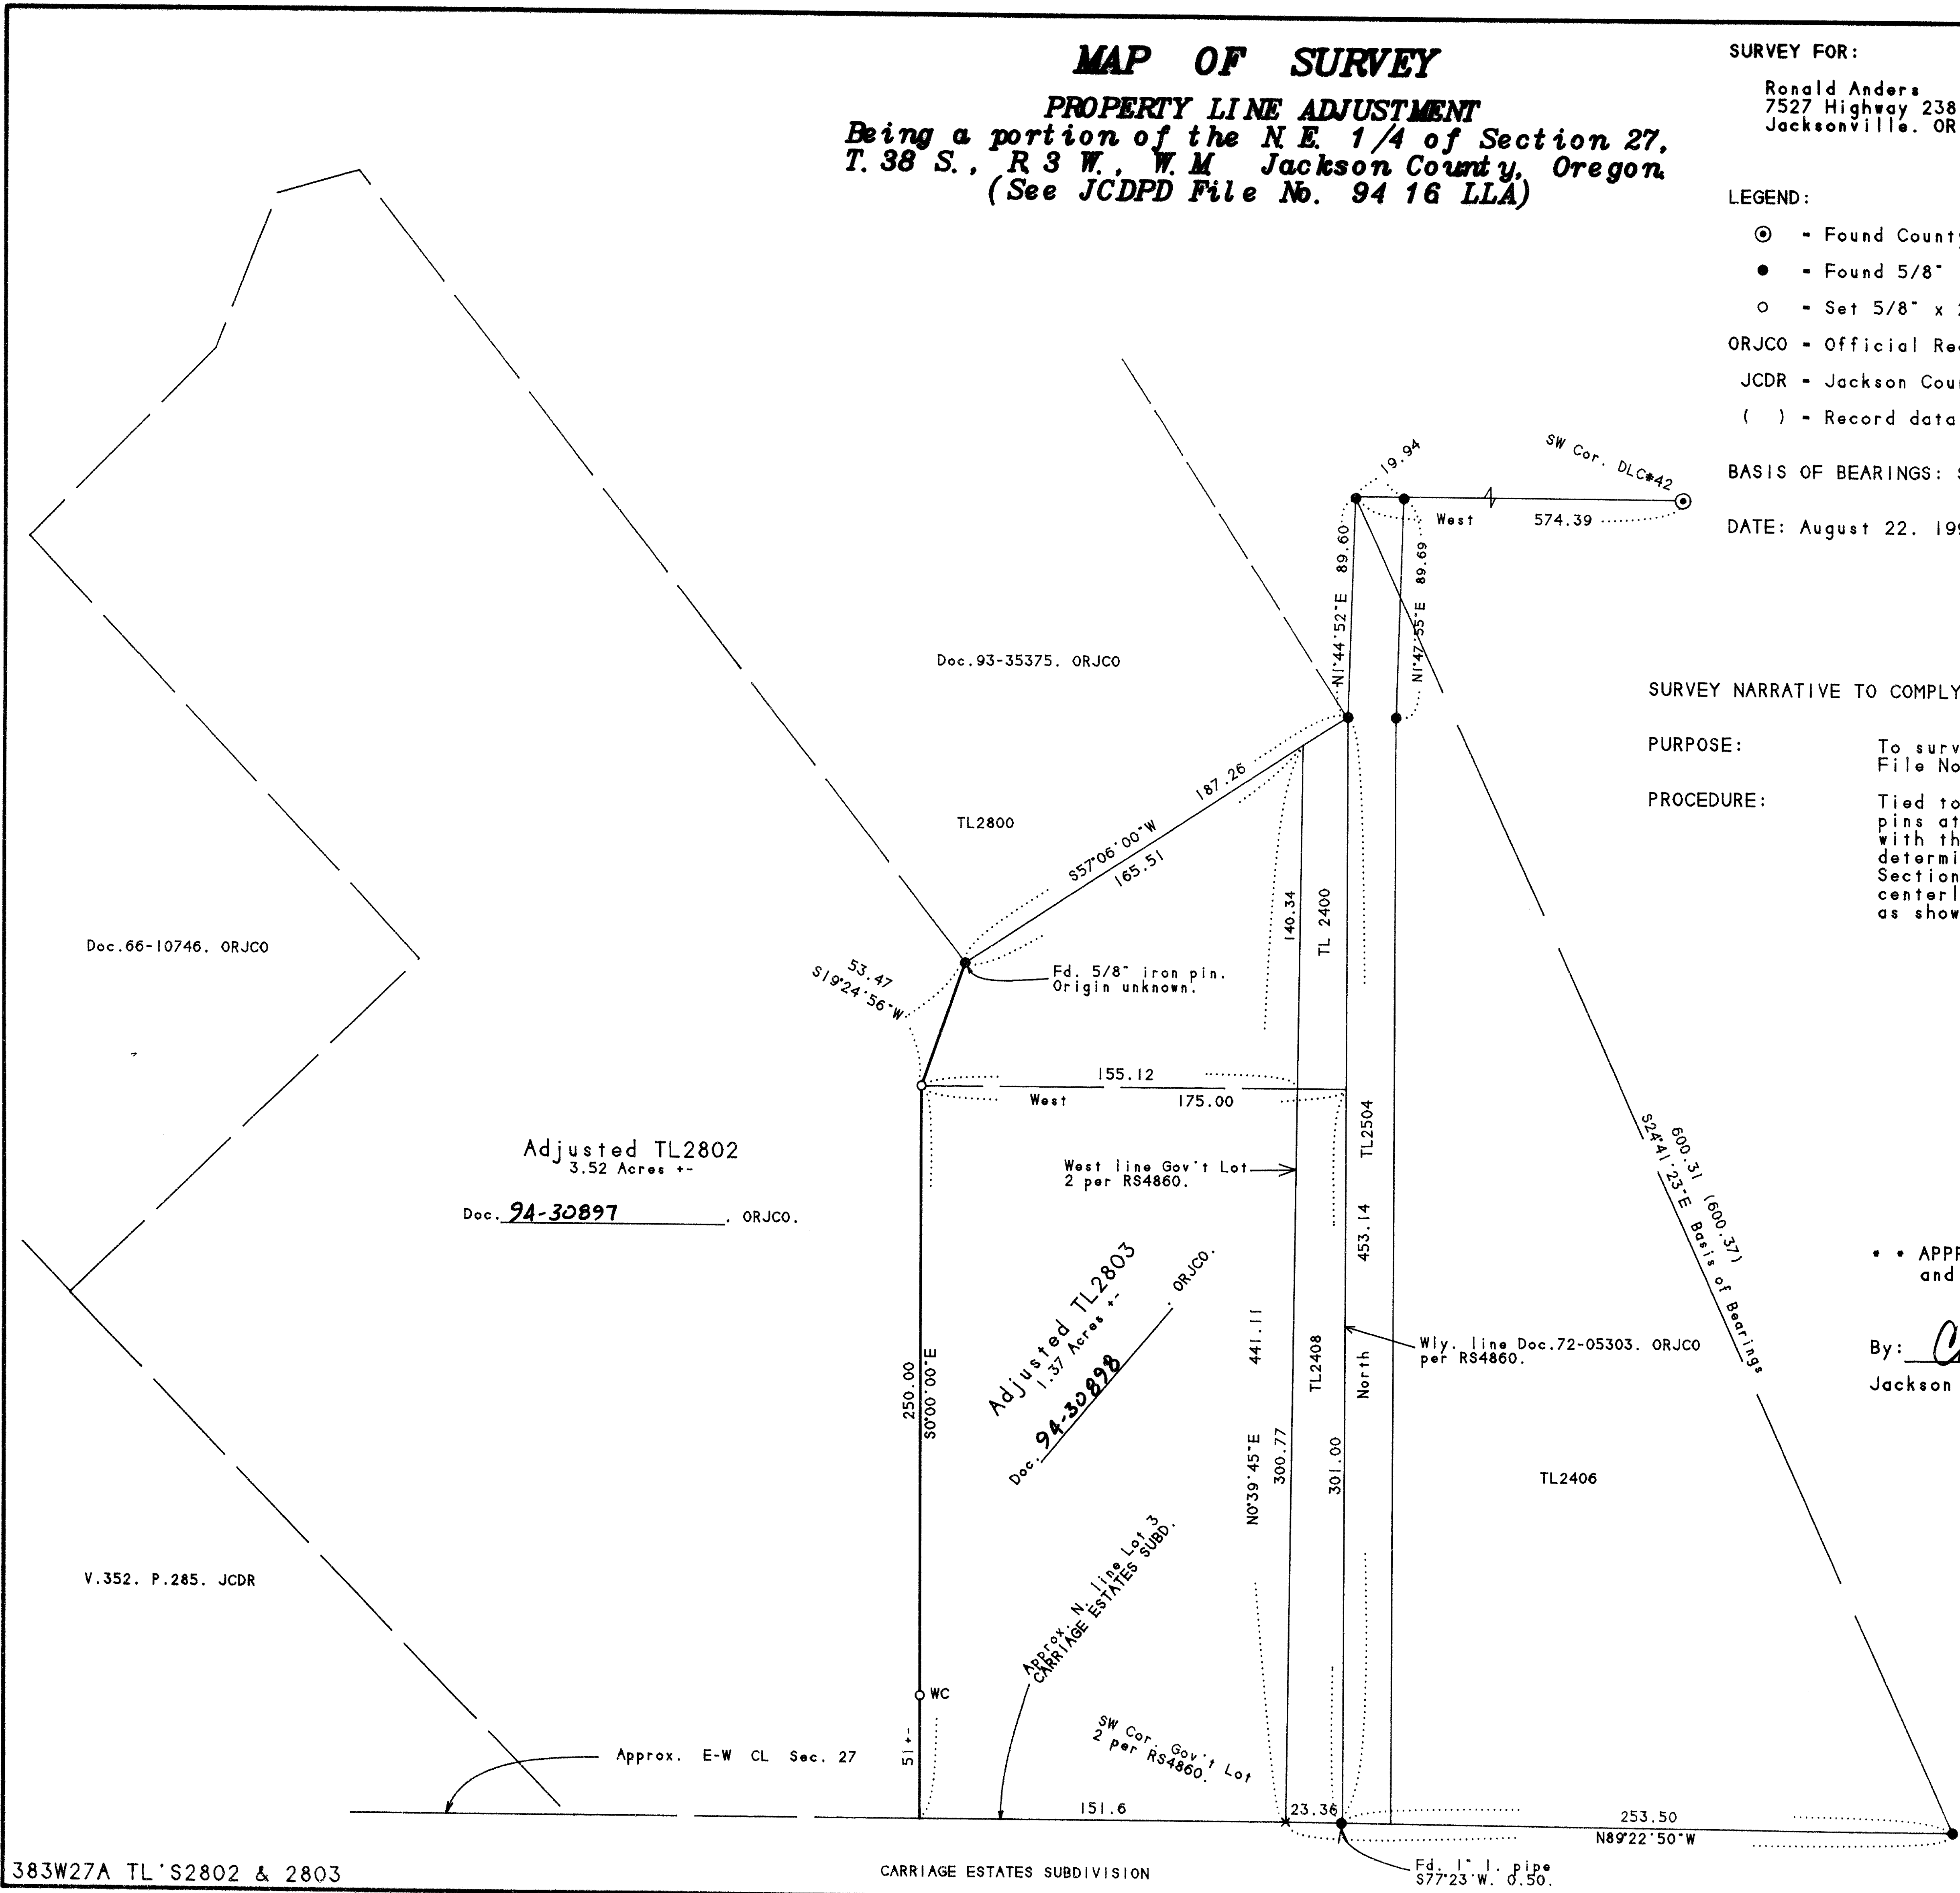 MAP OF SURVEY
PROPERTY LINE ADJUSTMENT
Being a portion of the N.E. 1/4 of Section 27,
T. 38 S., R 3 W., W.M Jackson County, Oregon.
(See JCDPD File No. 94 16 LLA)
SURVEY FOR:
Ronald Anders
7527 Highway 238
Jacksonville. OR
LEGEND:
- Found County
- Found 5/8"
- Set 5/8" x
ORJCO - Official
JCDR - Jackson
( ) - Record data
BASIS OF BEARINGS: S
DATE: August 22. 199
SURVEY NARRATIVE TO COMPLY
PURPOSE:
To surv
File No
PROCEDURE:
Tied to
pins at
with th
determi
Section
centerl
as show
SW Cor. DLC#42
19.94
West 574.39
N1°44'52"E 89.60
N1°47'55"E 89.69
Doc.93-35375. ORJCO
TL2800
187.26
S57°06'00"W
165.51
140.34
TL 2400
Doc.66-10746. ORJCO
53.47
S19°24'56"W
Fd. 5/8" iron pin.
Origin unknown.
155.12
West 175.00
TL2504
Adjusted TL2802
3.52 Acres +-
Doc. 94-30897 . ORJCO.
West line Gov't Lot
2 per RS4860.
600.31 (600.37)
S24°41'23"E Basis of Bearings
Adjusted TL2803
1.37 Acres +-
Doc. 94-30898 . ORJCO.
453.14
North
441.11
N0°39'45"E
300.77
TL2408
301.00
Wly. line Doc.72-05303. ORJCO
per RS4860.
250.00
S0°00'00"E
TL2406
* * APPR
and
By:
Jackson
V.352. P.285. JCDR
Approx. N. line Lot 3
CARRIAGE ESTATES SUBD.
WC
51+-
Approx. E-W CL Sec. 27
SW Cor. Gov't Lot
2 per RS4860.
151.6
23.36
253.50
N89°22'50"W
Fd. 1" I. pipe
S77°23'W. 0.50.
CARRIAGE ESTATES SUBDIVISION
383W27A TL'S2802 & 2803